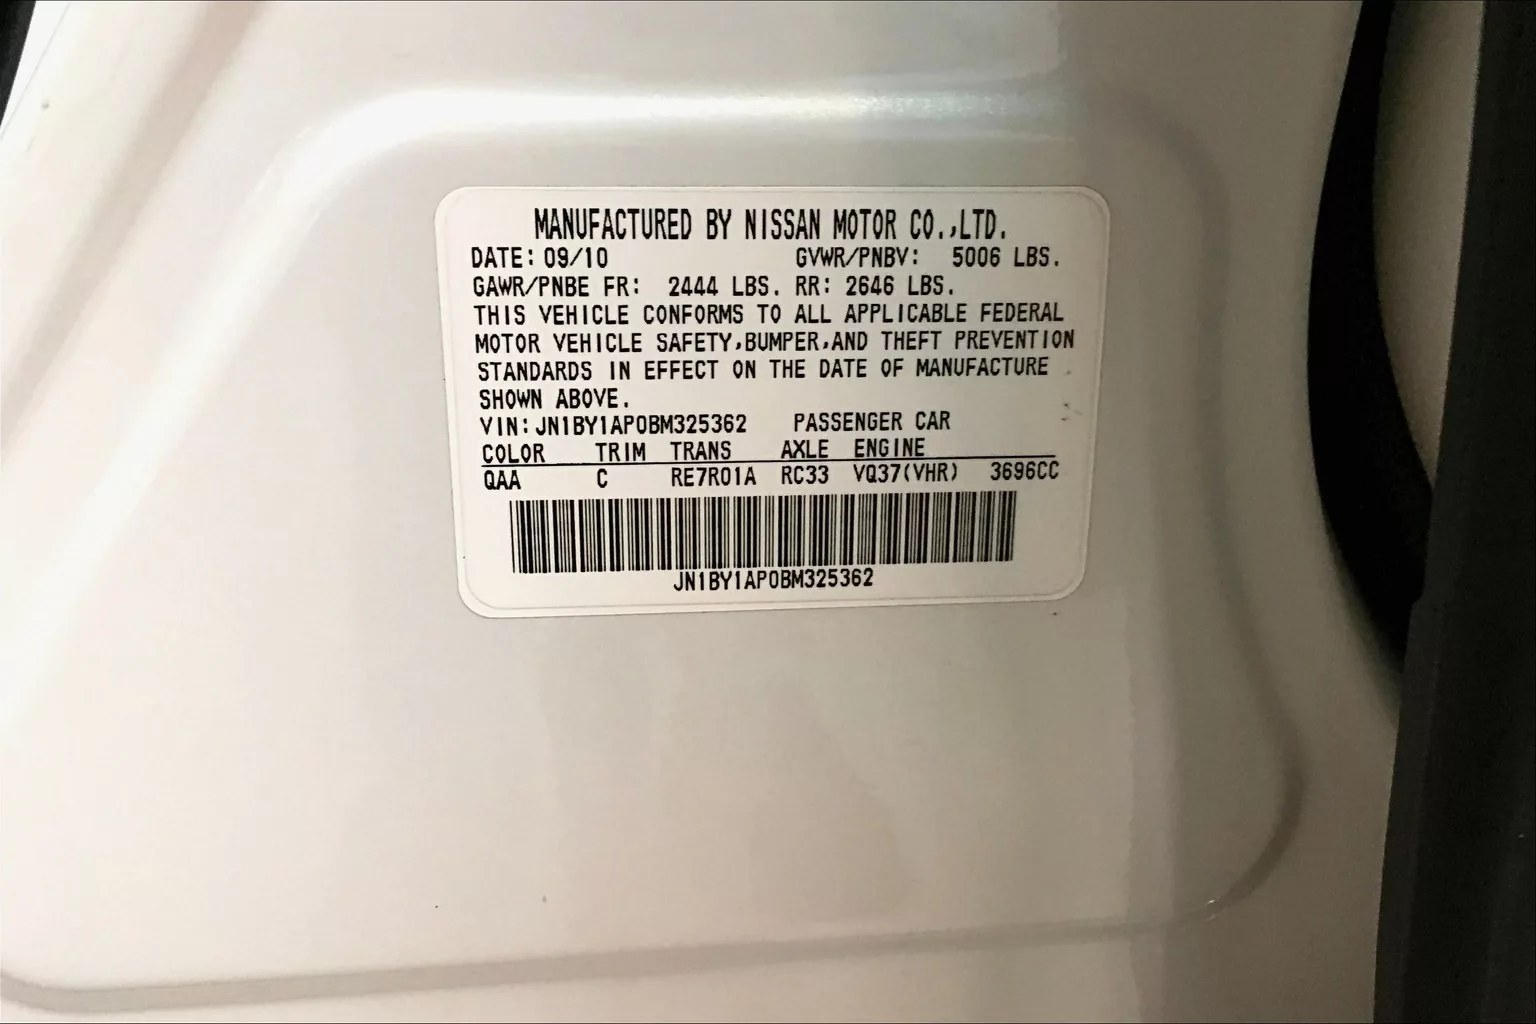 MANUFACTURED BY NISSAN MOTOR CO.,LTD.
DATE: 09/10 GVWR/PNBV: 5006 LBS.
GAWR/PNBE FR: 2444 LBS. RR: 2646 LBS.
THIS VEHICLE CONFORMS TO ALL APPLICABLE FEDERAL
MOTOR VEHICLE SAFETY,BUMPER,AND THEFT PREVENTION
STANDARDS IN EFFECT ON THE DATE OF MANUFACTURE
SHOWN ABOVE.
VIN:JN1BY1AP0BM325362 PASSENGER CAR
COLOR TRIM TRANS AXLE ENGINE
QAA C RE7R01A RC33 VQ37(VHR) 3696CC
JN1BY1AP0BM325362